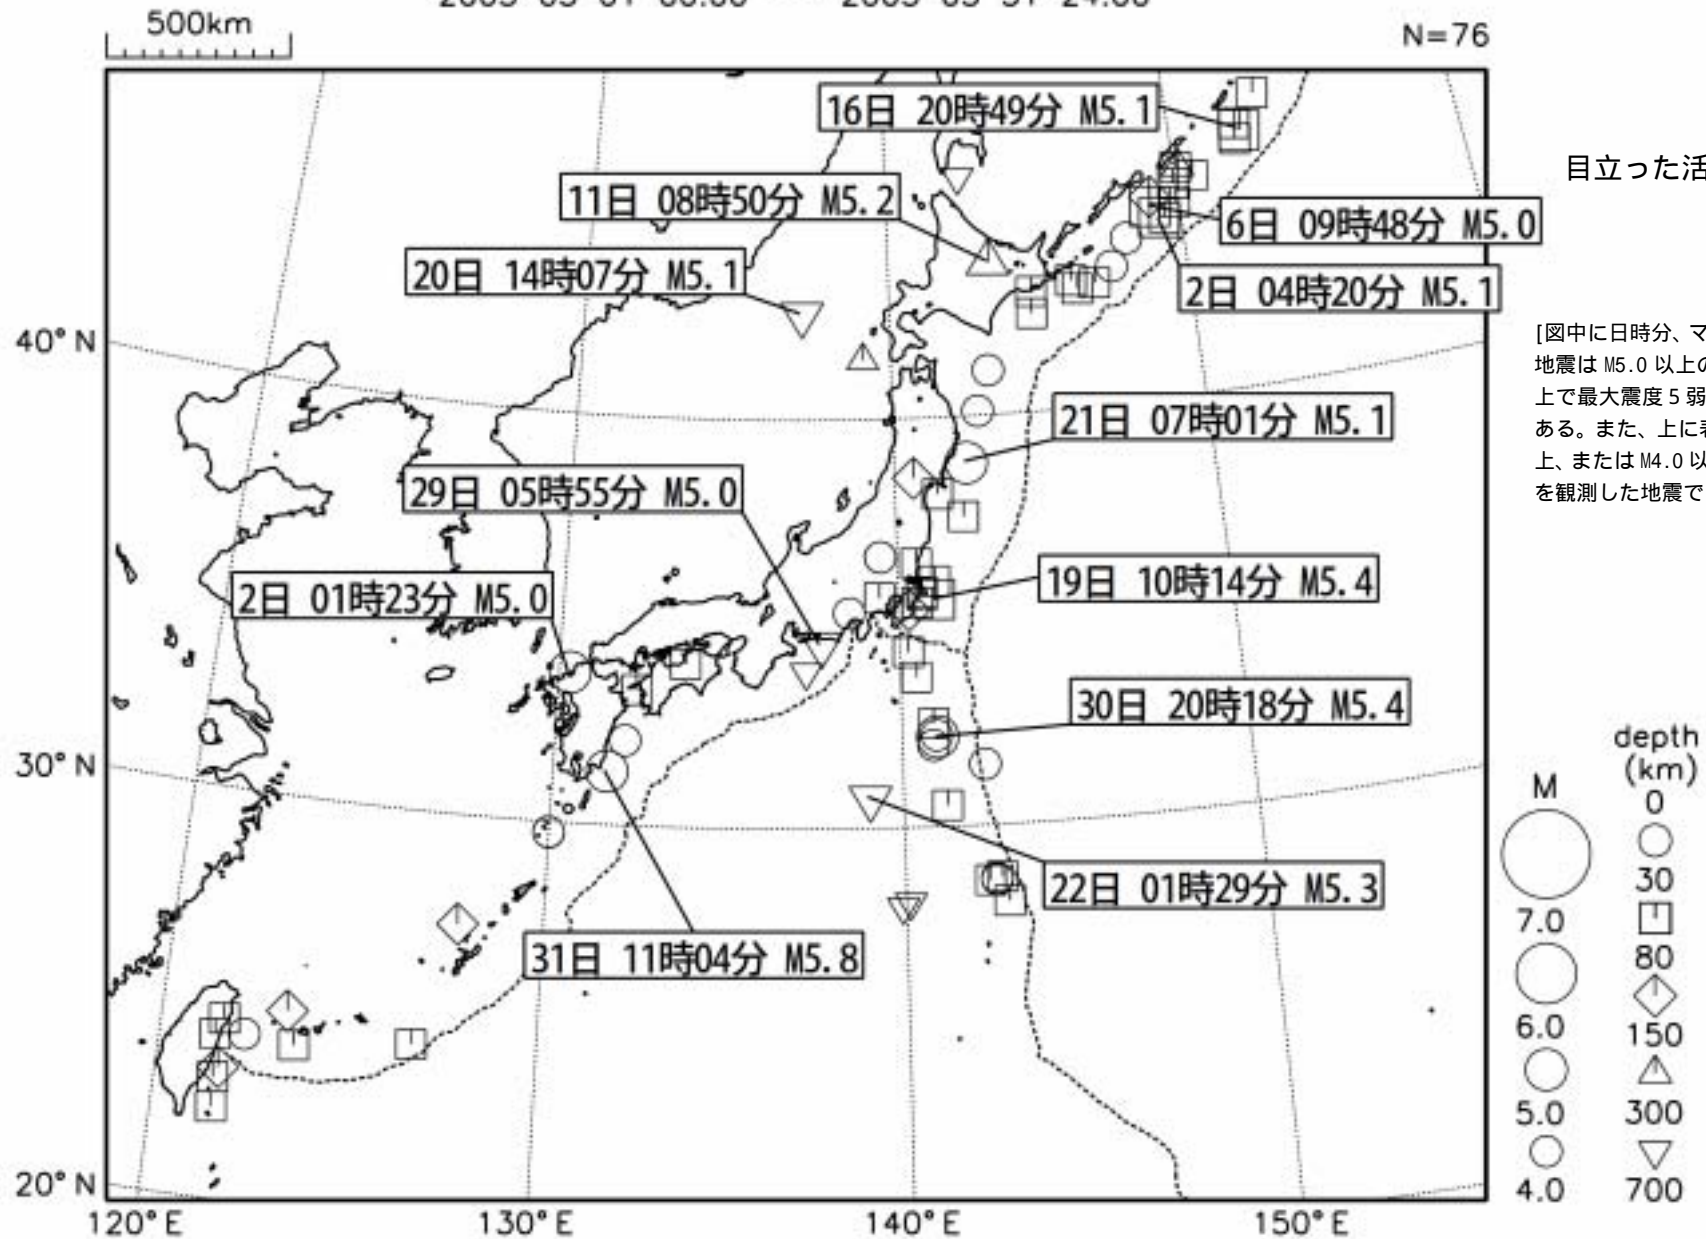 500km
N=76
16日 20時49分 M5.1
目立った活
11日 08時50分 M5.2
6日 09時48分 M5.0
20日 14時07分 M5.1
2日 04時20分 M5.1
40°N
[図中に日時分、マ
地震は M5.0 以上の
上で最大震度５弱
ある。また、上に
上、または M4.0 以
を観測した地震で
21日 07時01分 M5.1
29日 05時55分 M5.0
19日 10時14分 M5.4
2日 01時23分 M5.0
30日 20時18分 M5.4
30°N
22日 01時29分 M5.3
31日 11時04分 M5.8
M
7.0
6.0
5.0
4.0
depth
(km)
0
30
80
150
300
700
20°N
120°E 130°E 140°E 150°E